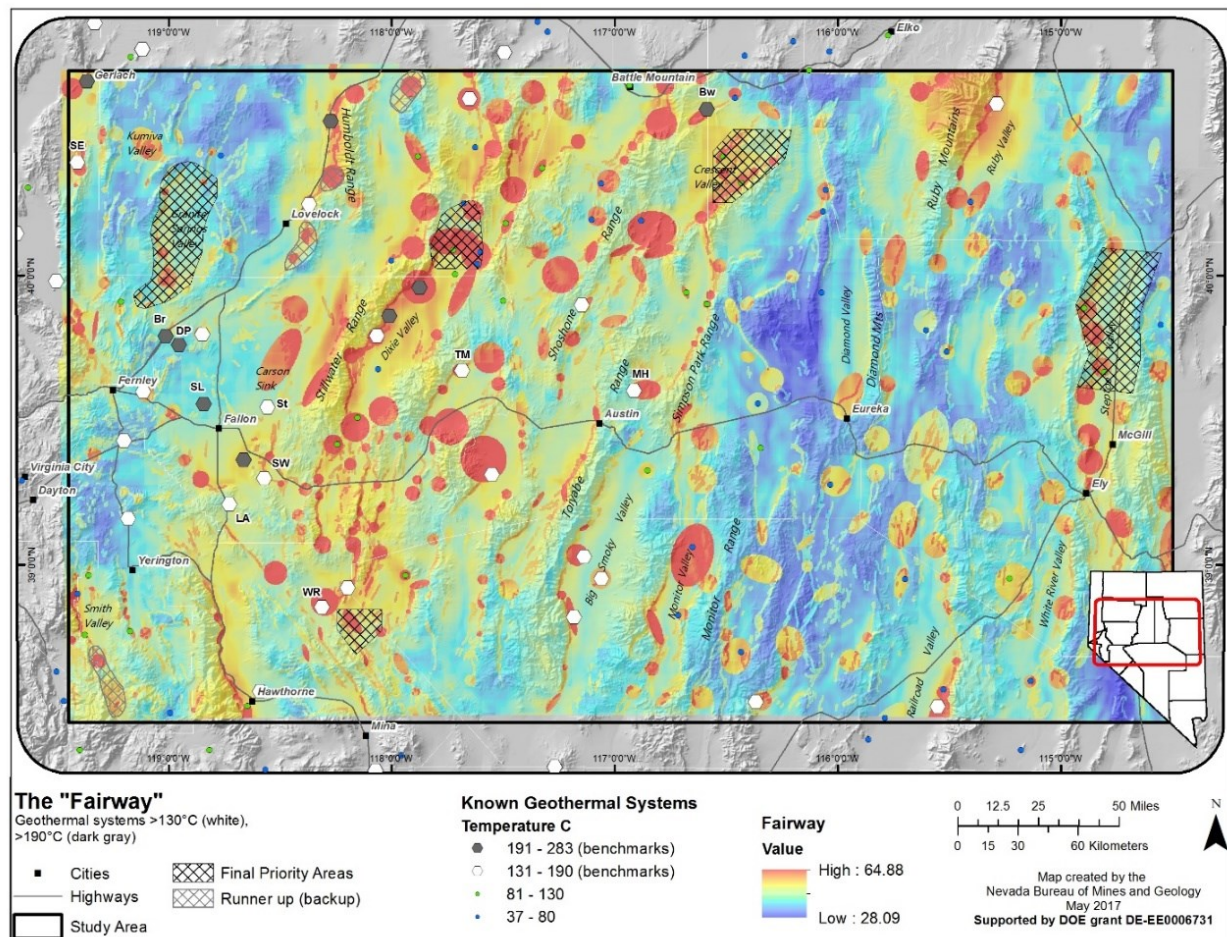 119°0'0"W
118°0'0"W
117°0'0"W
116°0'0"W
115°0'0"W
Elko
Gerlach
Battle Mountain
Bw
Humboldt Range
Kumiva
Valley
SE
Mountains
Ruby Valley
Ruby
Crescent
Valley
Granite
Springs
Valley
Lovelock
Range
40°0'0"N
40°0'0"N
Br
DP
Stillwater
Range
Dixie Valley
Shoshone
Simpson Park Range
Diamond Valley
Diamond Mts
Carson
Sink
TM
MH
Range
Fernley
SL
St
Fallon
Austin
Eureka
Steptoe
McGill
Virginia City
Dayton
SW
LA
Ely
Toiyabe
Valley
Smoky
Big
Range
Monitor Valley
Monitor
39°0'0"N
39°0'0"N
Yerington
WR
Smith
Valley
White River Valley
Valley
Railroad
Hawthorne
Mina
119°0'0"W
118°0'0"W
117°0'0"W
116°0'0"W
115°0'0"W
The "Fairway"
Geothermal systems >130°C (white),
>190°C (dark gray)
Cities
Highways
Study Area
Final Priority Areas
Runner up (backup)
Known Geothermal Systems
Temperature C
191 - 283 (benchmarks)
131 - 190 (benchmarks)
81 - 130
37 - 80
Fairway
Value
High : 64.88
Low : 28.09
0 12.5 25 50 Miles
0 15 30 60 Kilometers
N
Map created by the
Nevada Bureau of Mines and Geology
May 2017
Supported by DOE grant DE-EE0006731